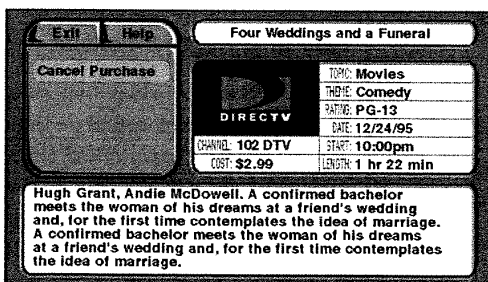 Exit Help
Four Weddings and a Funeral
Cancel Purchase
DIRECTV
TOPIC: Movies
THEME: Comedy
RATING: PG-13
DATE: 12/24/95
CHANNEL: 102 DTV
START: 10:00pm
COST: $2.99
LENGTH: 1 hr 22 min
Hugh Grant, Andie McDowell. A confirmed bachelor
meets the woman of his dreams at a friend's wedding
and, for the first time contemplates the idea of marriage.
A confirmed bachelor meets the woman of his dreams
at a friend's wedding and, for the first time contemplates
the idea of marriage.